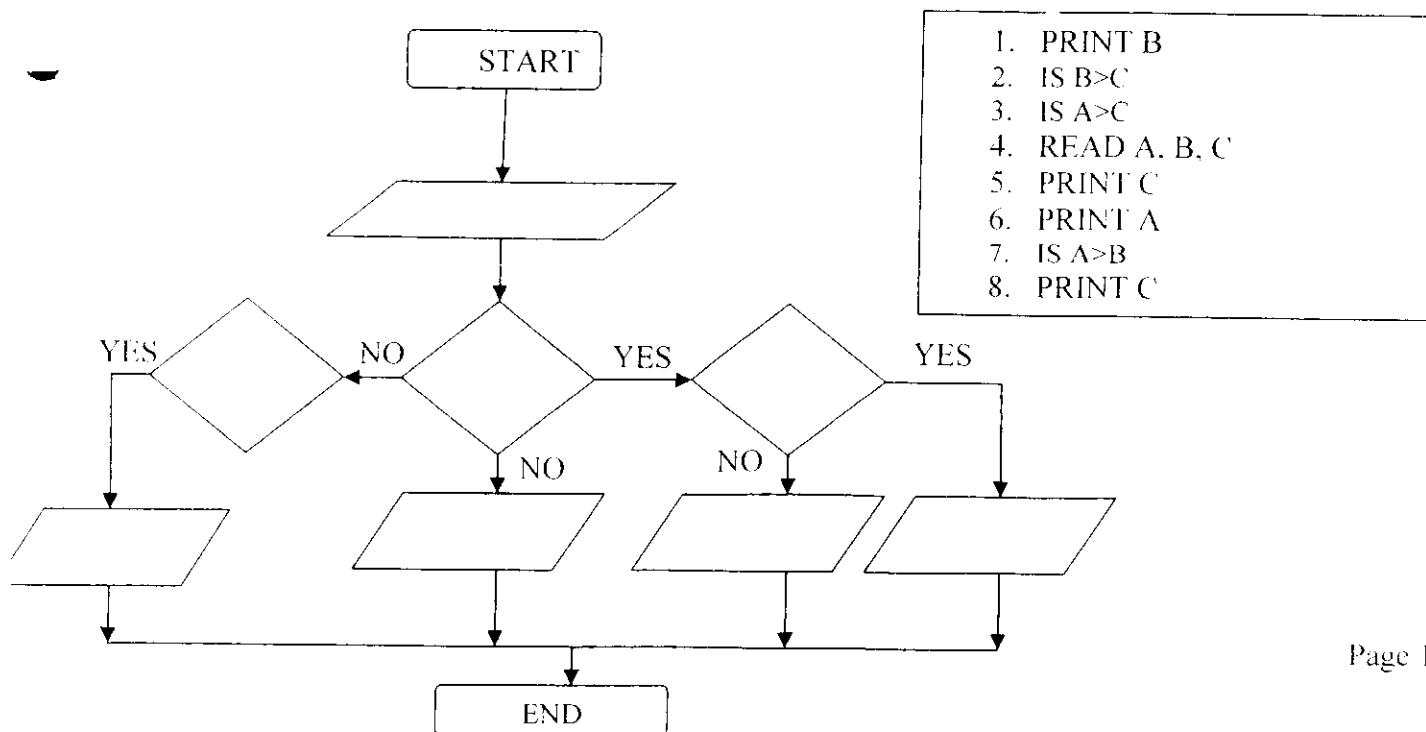 START
1. PRINT B
2. IS B>C
3. IS A>C
4. READ A, B, C
5. PRINT C
6. PRINT A
7. IS A>B
8. PRINT C
YES NO YES YES
NO NO
Page
END